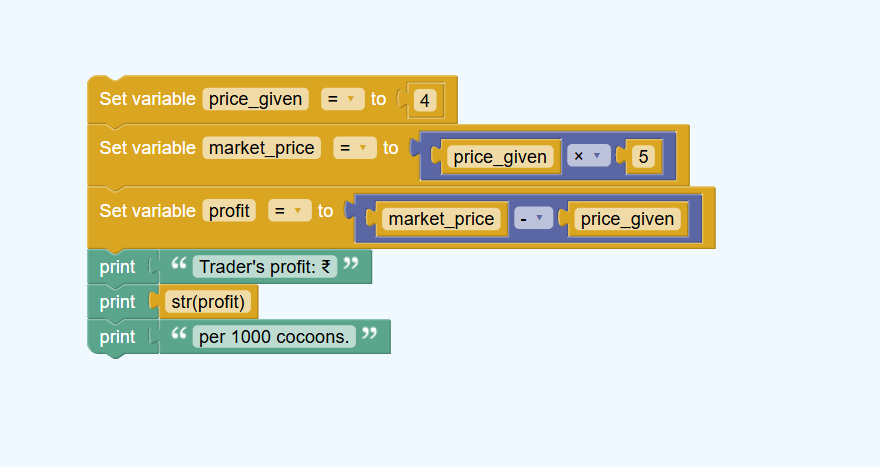 Set variable price_given = to 4
Set variable market_price = to price_given × 5
Set variable profit = to market_price - price_given
print “ Trader's profit: ₹ ”
print str(profit)
print “ per 1000 cocoons. ”